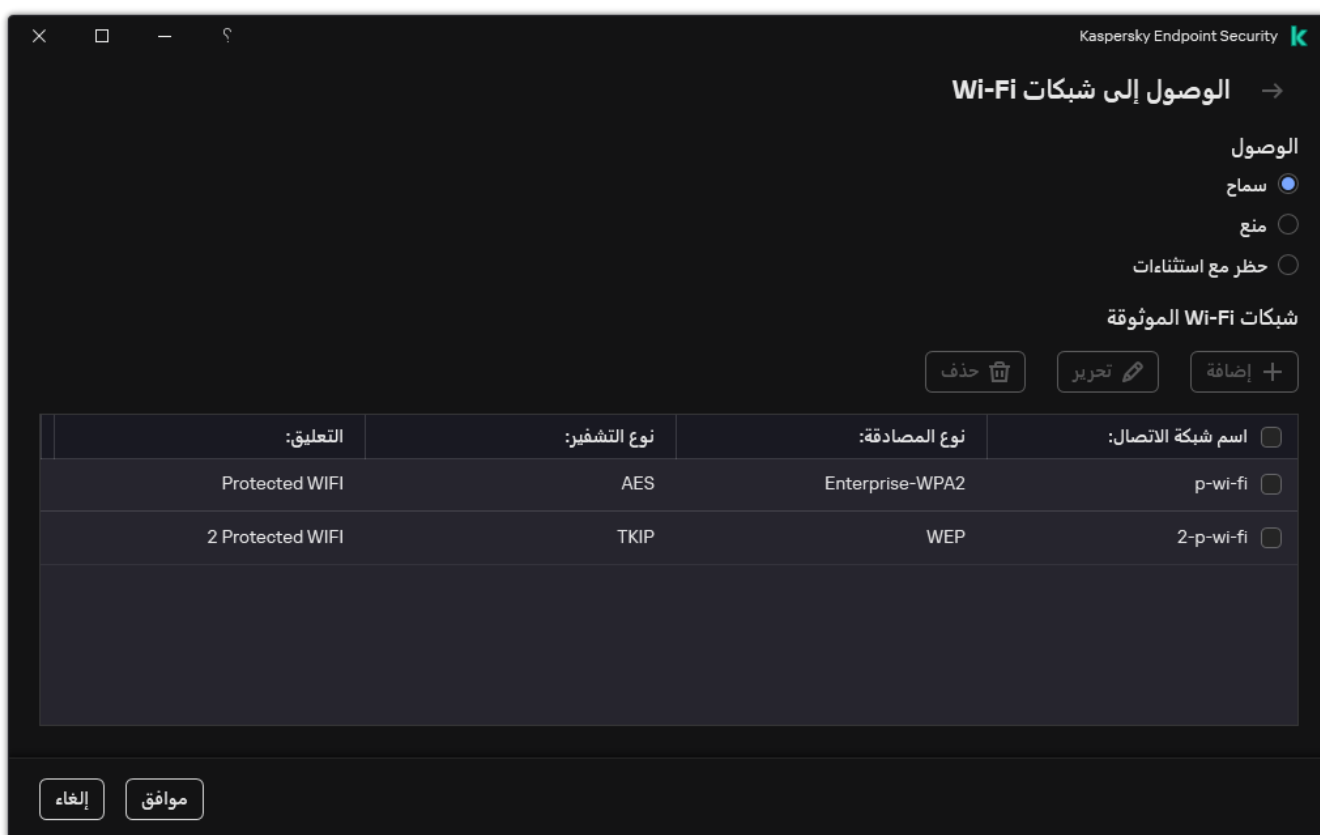 Kaspersky Endpoint Security
؟
الوصول إلى شبكات Wi-Fi
الوصول
سماح
منع
حظر مع استثناءات
شبكات Wi-Fi الموثوقة
إضافة تحرير حذف
اسم شبكة الاتصال: نوع المصادقة: نوع التشفير: التعليق:
p-wi-fi Enterprise-WPA2 AES Protected WIFI
2-p-wi-fi WEP TKIP 2 Protected WIFI
موافق إلغاء